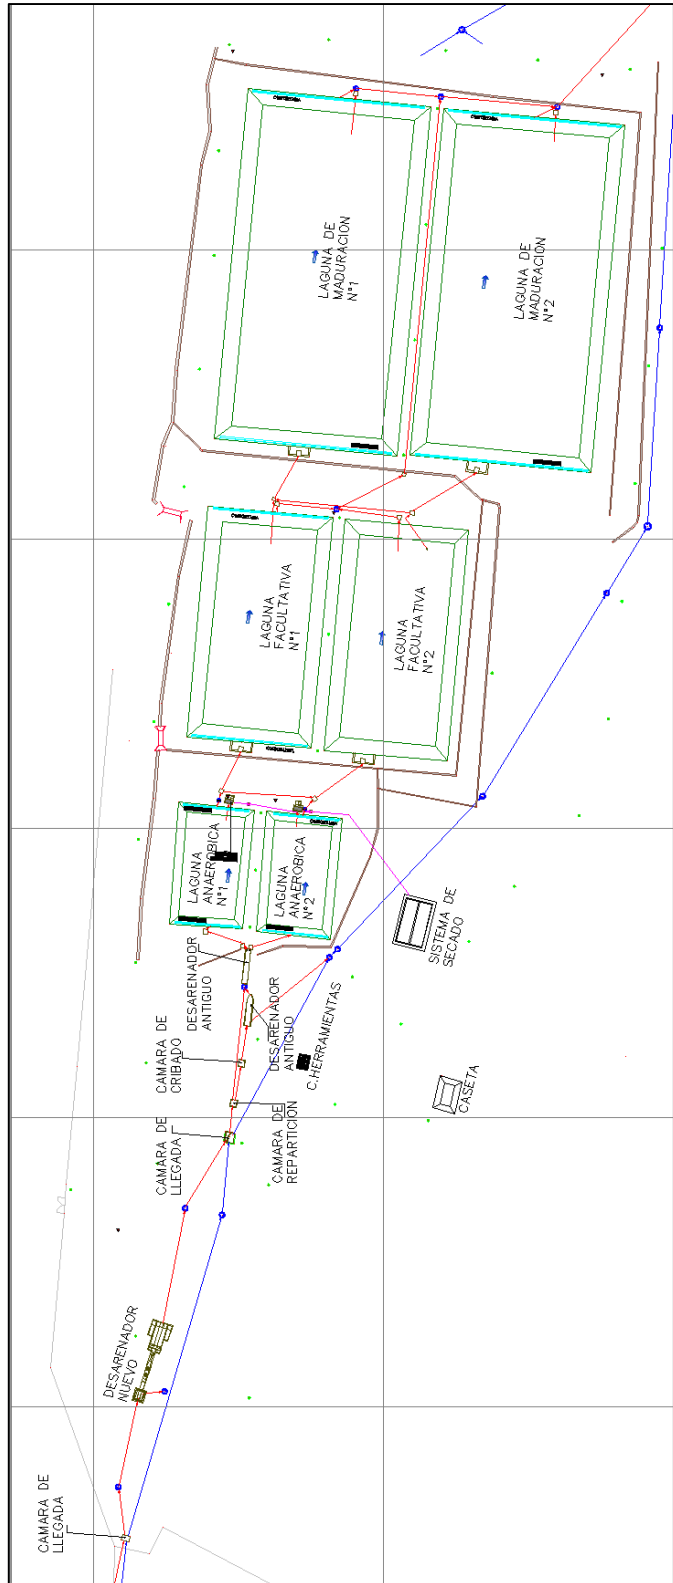 LAGUNA DE
MADURACION
N°1
LAGUNA DE
MADURACION
N°2
LAGUNA
FACULTATIVA
N°1
LAGUNA
FACULTATIVA
N°2
LAGUNA
ANAEROBICA
N°1
LAGUNA
ANAEROBICA
N°2
SISTEMA DE
SECADO
DESARENADOR
ANTIGUO
DESARENADOR
ANTIGUO
CAMARA DE
CRIBADO
C.HERRAMIENTAS
CASETA
CAMARA DE
LLEGADA
CAMARA DE
REPARTICION
DESARENADOR
NUEVO
CAMARA DE
LLEGADA